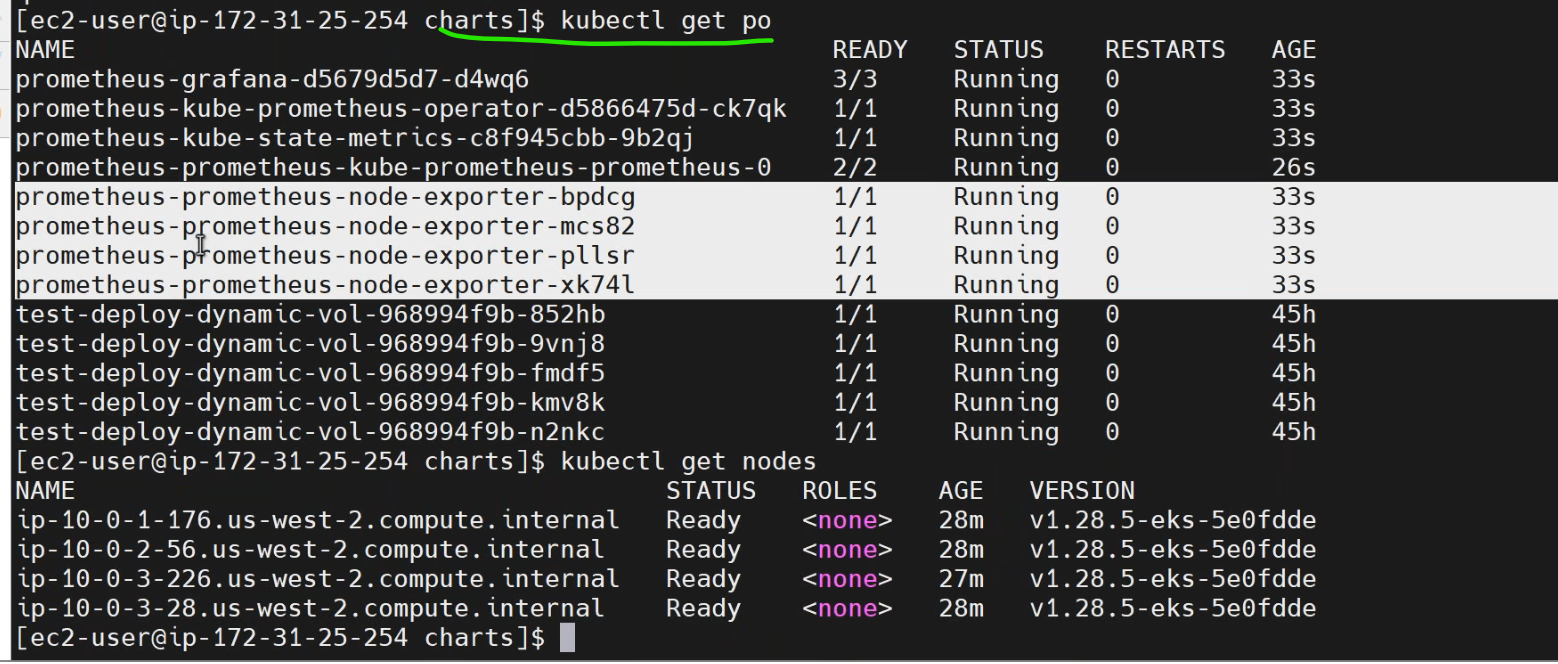 [ec2-user@ip-172-31-25-254 charts]$ kubectl get po
NAME READY STATUS RESTARTS AGE
prometheus-grafana-d5679d5d7-d4wq6 3/3 Running 0 33s
prometheus-kube-prometheus-operator-d5866475d-ck7qk 1/1 Running 0 33s
prometheus-kube-state-metrics-c8f945cbb-9b2qj 1/1 Running 0 33s
prometheus-prometheus-kube-prometheus-prometheus-0 2/2 Running 0 26s
prometheus-prometheus-node-exporter-bpdcg 1/1 Running 0 33s
prometheus-prometheus-node-exporter-mcs82 1/1 Running 0 33s
prometheus-prometheus-node-exporter-pllsr 1/1 Running 0 33s
prometheus-prometheus-node-exporter-xk74l 1/1 Running 0 33s
test-deploy-dynamic-vol-968994f9b-852hb 1/1 Running 0 45h
test-deploy-dynamic-vol-968994f9b-9vnj8 1/1 Running 0 45h
test-deploy-dynamic-vol-968994f9b-fmdf5 1/1 Running 0 45h
test-deploy-dynamic-vol-968994f9b-kmv8k 1/1 Running 0 45h
test-deploy-dynamic-vol-968994f9b-n2nkc 1/1 Running 0 45h
[ec2-user@ip-172-31-25-254 charts]$ kubectl get nodes
NAME STATUS ROLES AGE VERSION
ip-10-0-1-176.us-west-2.compute.internal Ready <none> 28m v1.28.5-eks-5e0fdde
ip-10-0-2-56.us-west-2.compute.internal Ready <none> 28m v1.28.5-eks-5e0fdde
ip-10-0-3-226.us-west-2.compute.internal Ready <none> 27m v1.28.5-eks-5e0fdde
ip-10-0-3-28.us-west-2.compute.internal Ready <none> 28m v1.28.5-eks-5e0fdde
[ec2-user@ip-172-31-25-254 charts]$